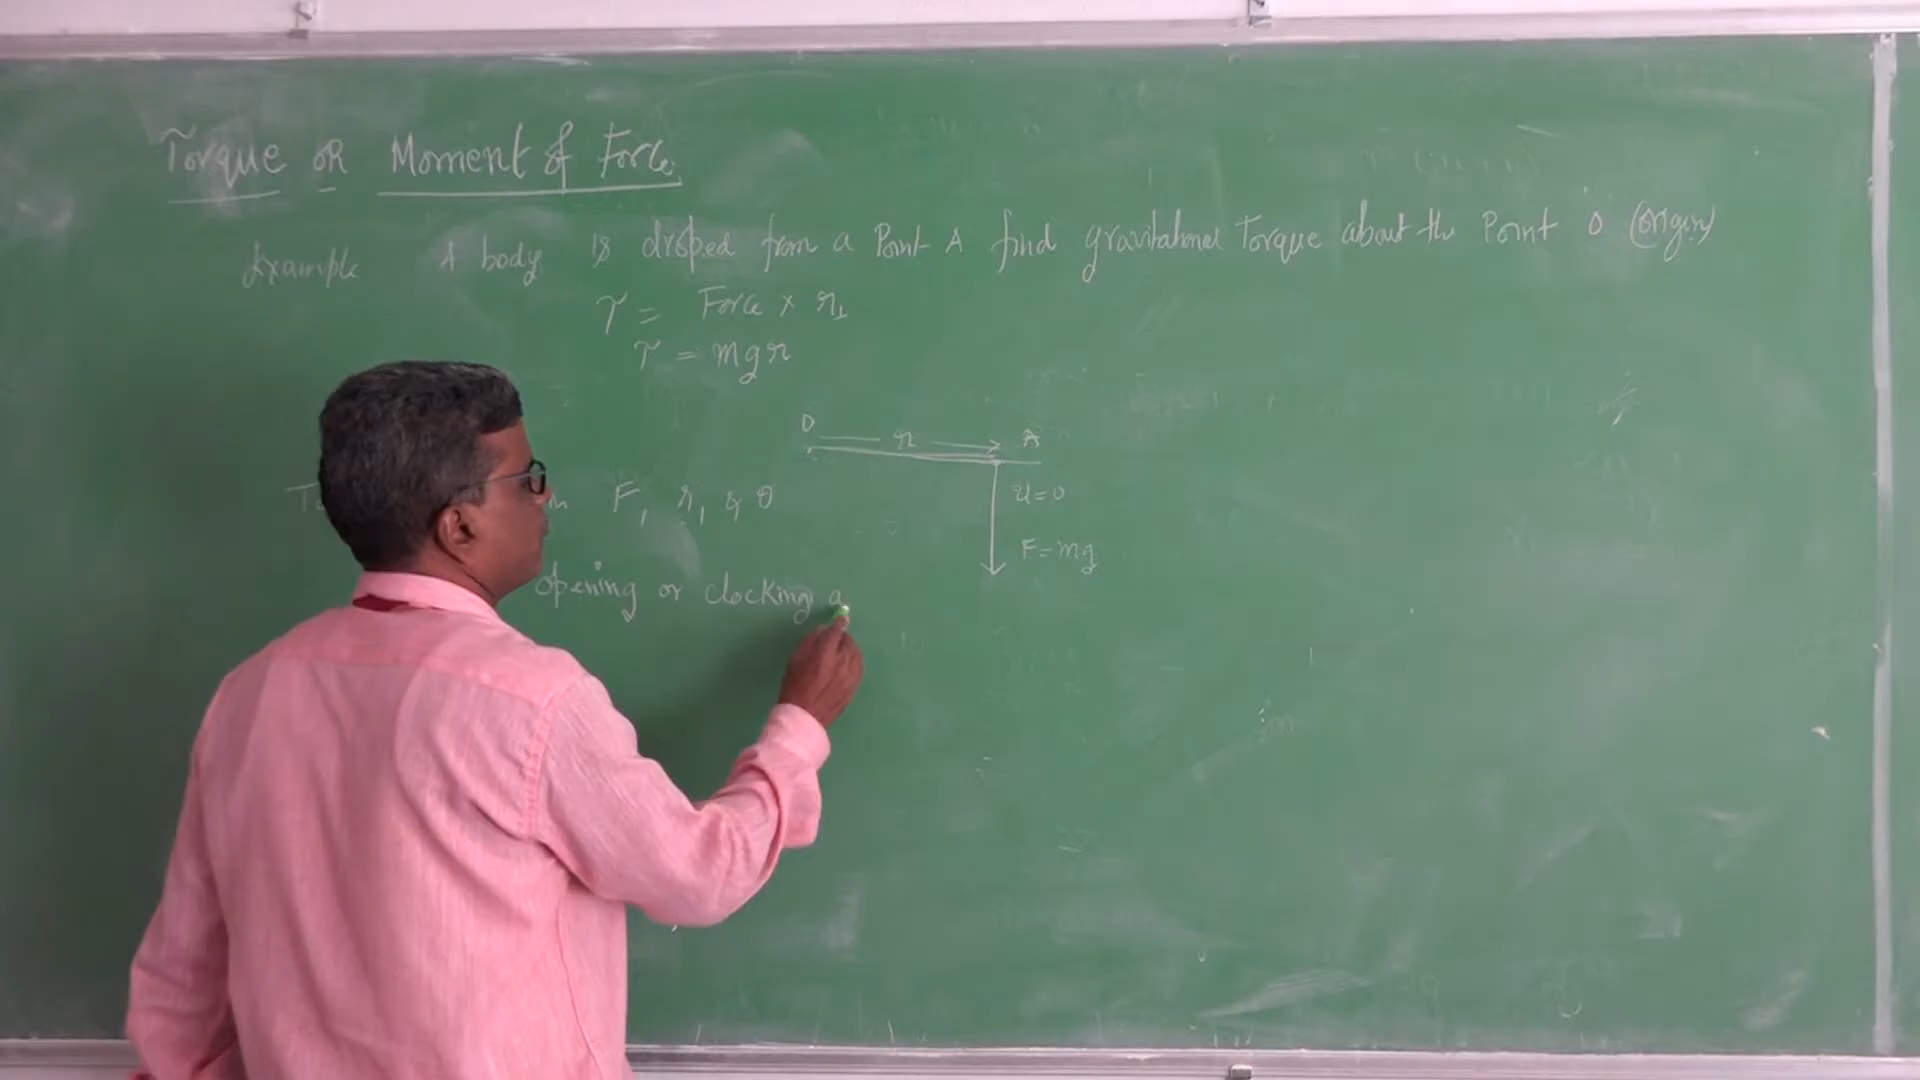 Torque OR Moment of Force
Example A body is droped from a Point A find gravitational Torque about the Point O (origin)
τ = Force × r⊥
τ = mgr
O r A
u=0
F, r, & θ
F=mg
opening or clocking a